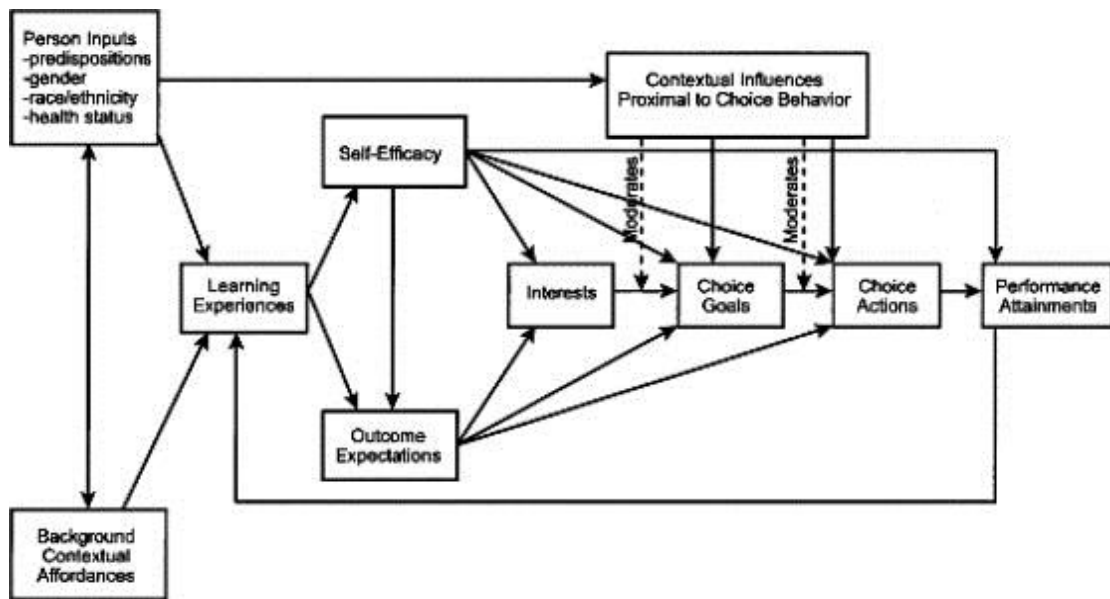 Person Inputs
-predispositions
-gender
-race/ethnicity
-health status
Contextual Influences
Proximal to Choice Behavior
Self-Efficacy
Moderates
Moderates
Learning
Experiences
Interests
Choice
Goals
Choice
Actions
Performance
Attainments
Outcome
Expectations
Background
Contextual
Affordances